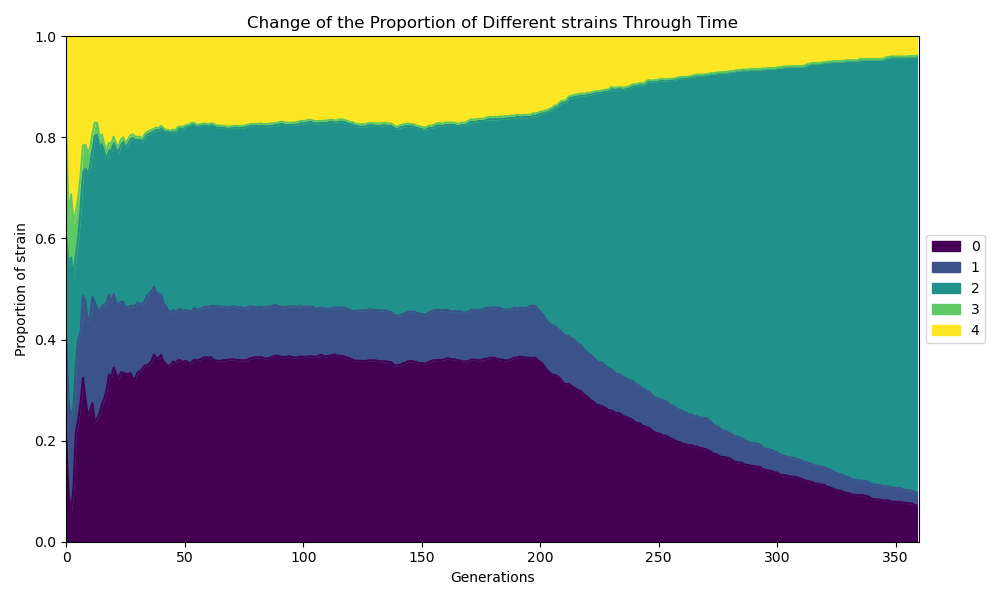 Change of the Proportion of Different strains Through Time
Proportion of strain
1.0
0.8
0.6
0.4
0.2
0.0
0 50 100 150 200 250 300 350
Generations
0
1
2
3
4